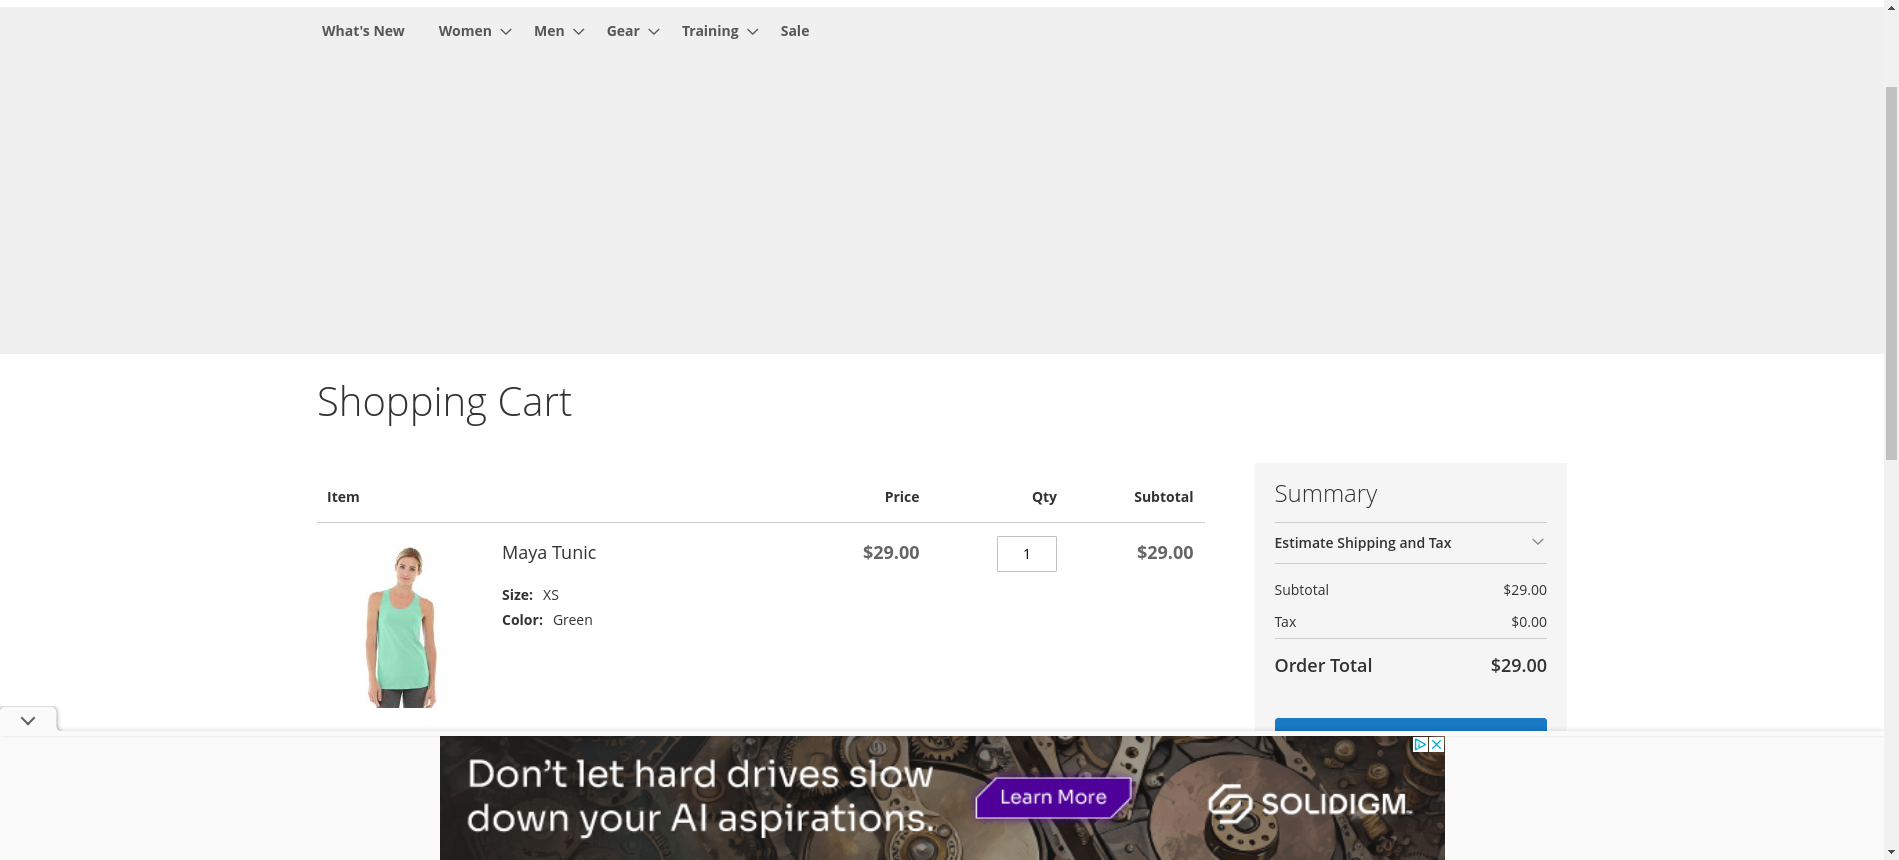 What's New Women Men Gear Training Sale
Shopping Cart
Item Price Qty Subtotal
Maya Tunic $29.00 1 $29.00
Size: XS
Color: Green
Summary
Estimate Shipping and Tax
Subtotal $29.00
Tax $0.00
Order Total $29.00
Don't let hard drives slow
down your AI aspirations.
Learn More
SOLIDIGM